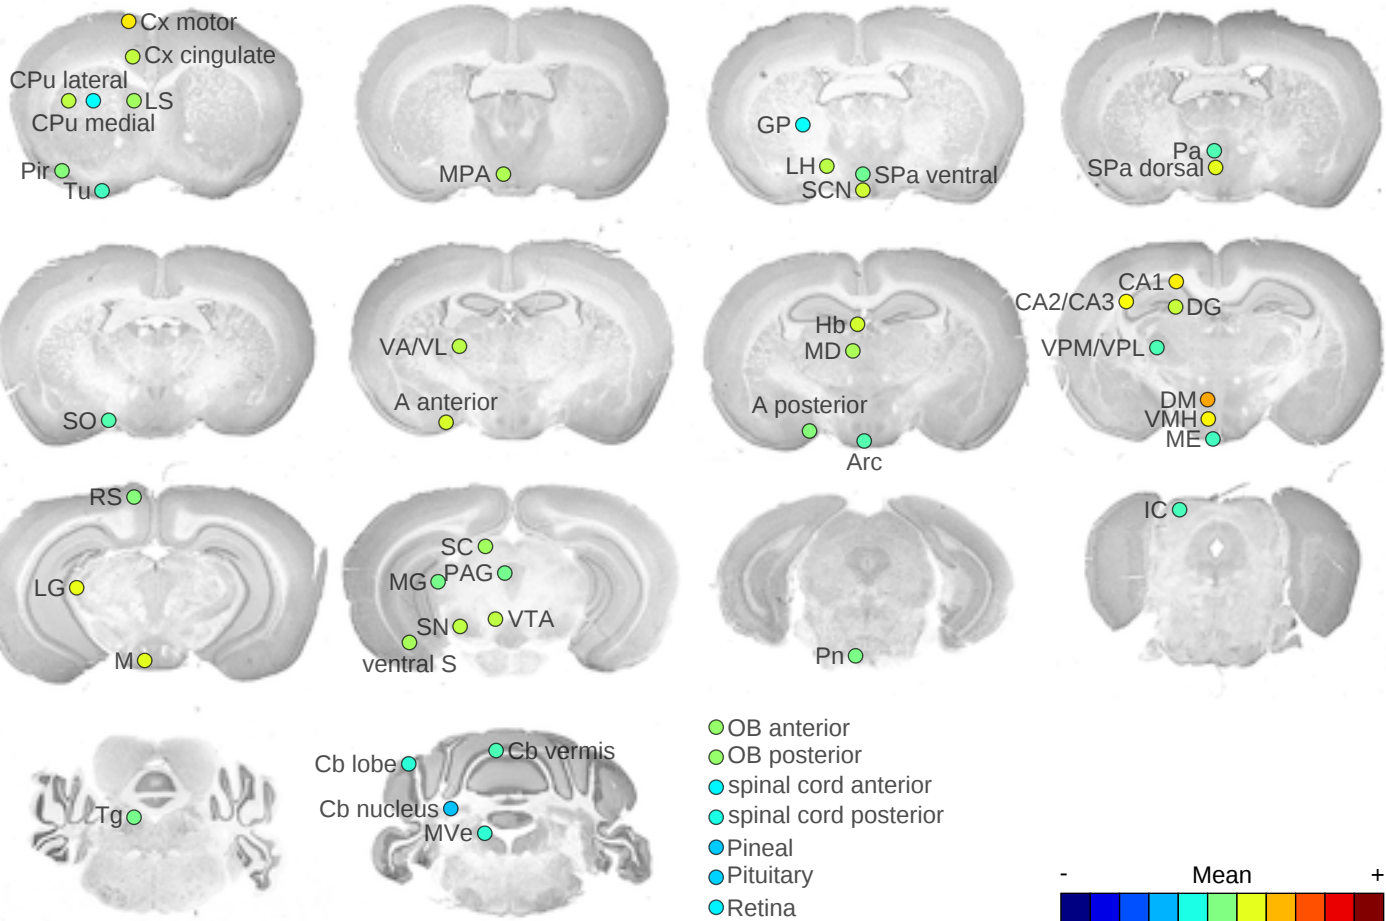 Cx motor
Cx cingulate
CPu lateral
LS
CPu medial
Pir
Tu
MPA
GP
LH
SPa ventral
SCN
Pa
SPa dorsal
SO
VA/VL
A anterior
Hb
MD
A posterior
Arc
CA1
CA2/CA3
DG
VPM/VPL
DM
VMH
ME
RS
LG
M
SC
PAG
MG
VTA
SN
ventral S
Pn
IC
Tg
Cb vermis
Cb lobe
Cb nucleus
MVe
OB anterior
OB posterior
spinal cord anterior
spinal cord posterior
Pineal
Pituitary
Retina
- Mean +